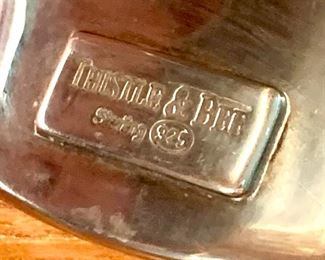 THISTLE & BEE
Sterling 925